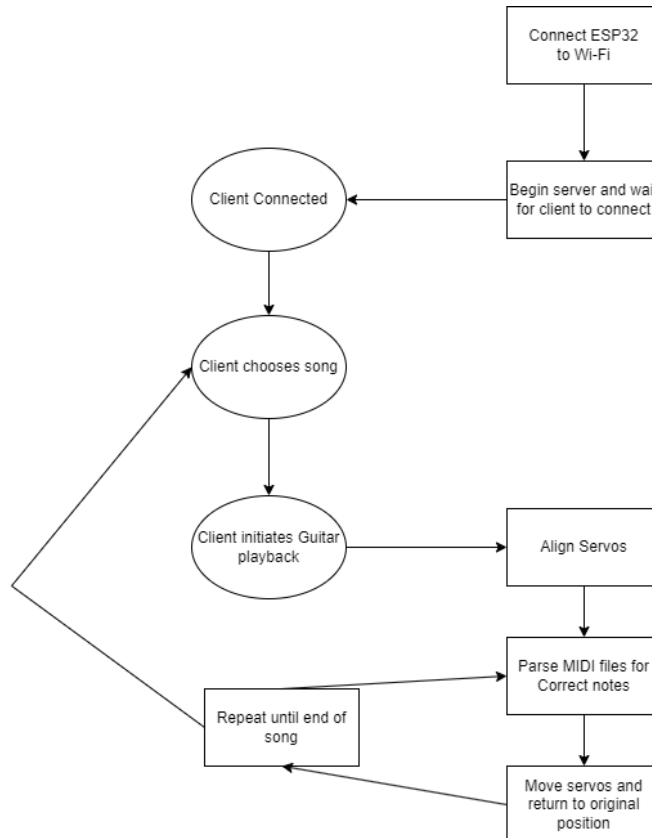 Connect ESP32
to Wi-Fi
Begin server and wai
for client to connect
Client Connected
Client chooses song
Client initiates Guitar
playback
Align Servos
Parse MIDI files for
Correct notes
Repeat until end of
song
Move servos and
return to original
position